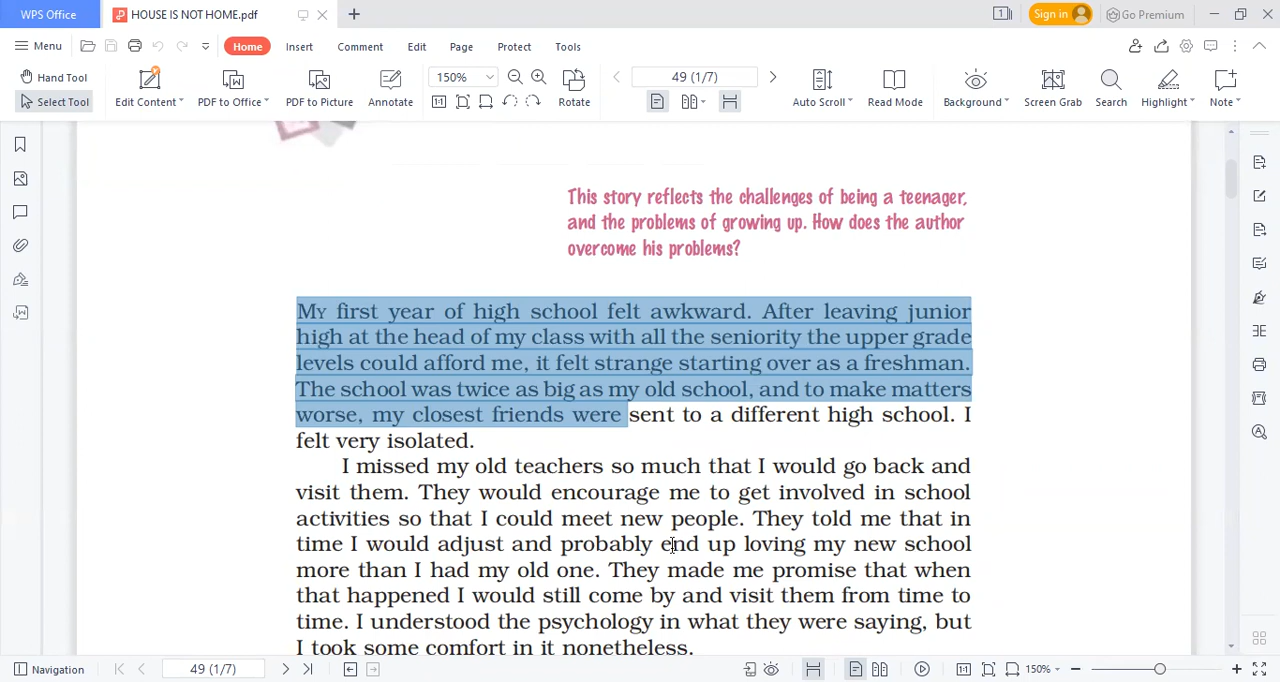 WPS Office
HOUSE IS NOT HOME.pdf
1
Sign in
Go Premium
Menu
Home
Insert
Comment
Edit
Page
Protect
Tools
Hand Tool
Select Tool
Edit Content
PDF to Office
PDF to Picture
Annotate
150%
49 (1/7)
Rotate
Auto Scroll
Read Mode
Background
Screen Grab
Search
Highlight
Note
This story reflects the challenges of being a teenager,
and the problems of growing up. How does the author
overcome his problems?
MY first year of high school felt awkward. After leaving junior
high at the head of my class with all the seniority the upper grade
levels could afford me, it felt strange starting over as a freshman.
The school was twice as big as my old school, and to make matters
worse, my closest friends were sent to a different high school. I
felt very isolated.
I missed my old teachers so much that I would go back and
visit them. They would encourage me to get involved in school
activities so that I could meet new people. They told me that in
time I would adjust and probably end up loving my new school
more than I had my old one. They made me promise that when
that happened I would still come by and visit them from time to
time. I understood the psychology in what they were saying, but
I took some comfort in it nonetheless.
Navigation
49 (1/7)
150%